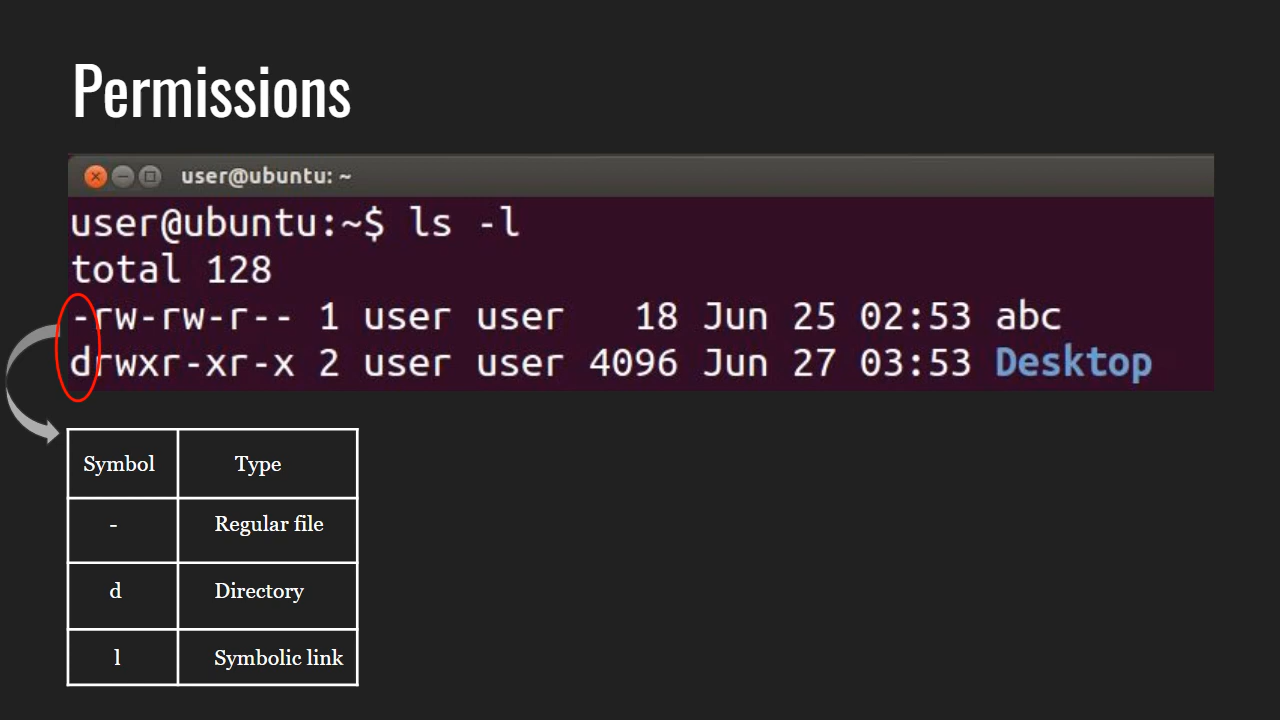 Permissions
user@ubuntu: ~
user@ubuntu:~$ ls -l
total 128
-rw-rw-r-- 1 user user   18 Jun 25 02:53 abc
drwxr-xr-x 2 user user 4096 Jun 27 03:53 Desktop
Symbol Type
- Regular file
d Directory
l Symbolic link